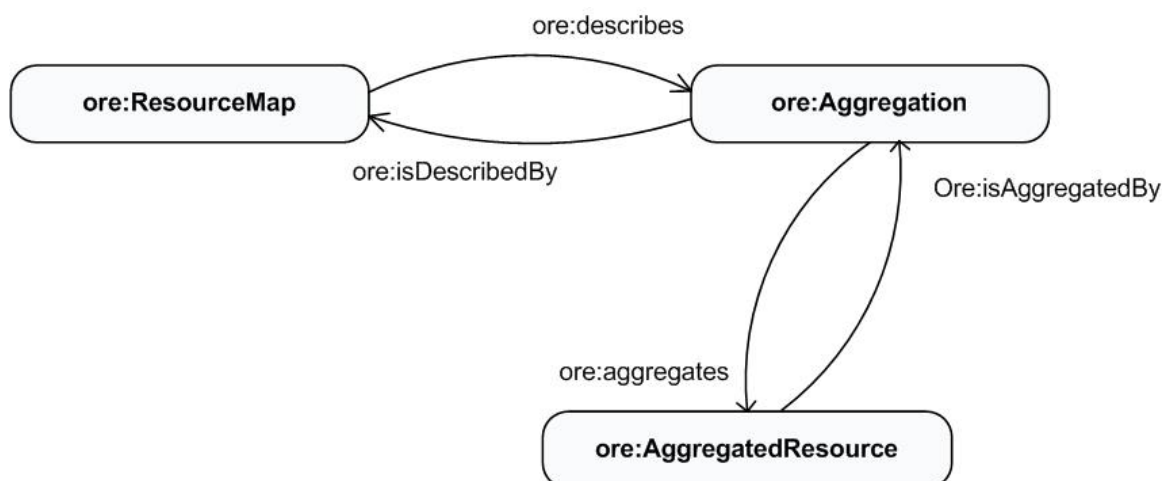 ore:describes
ore:ResourceMap
ore:Aggregation
ore:isDescribedBy
Ore:isAggregatedBy
ore:aggregates
ore:AggregatedResource